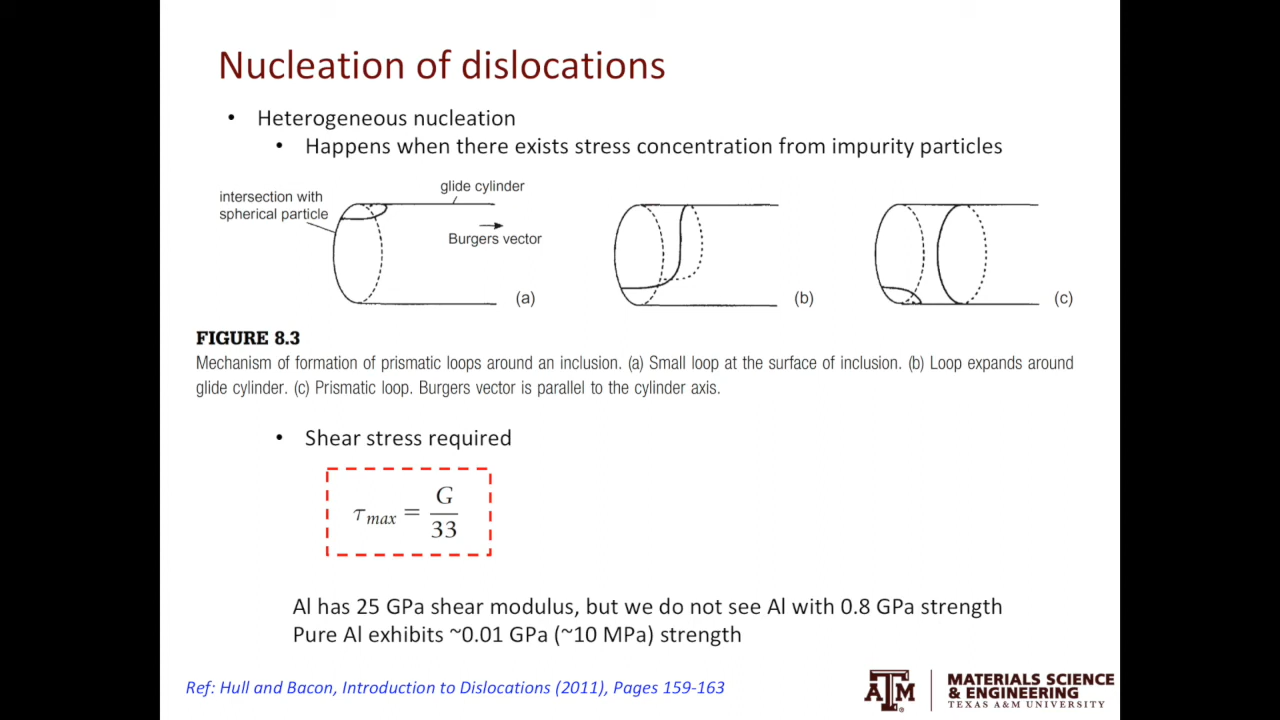 Nucleation of dislocations
• Heterogeneous nucleation
• Happens when there exists stress concentration from impurity particles
intersection with
spherical particle
glide cylinder
Burgers vector
(a)
(b)
(c)
FIGURE 8.3
Mechanism of formation of prismatic loops around an inclusion. (a) Small loop at the surface of inclusion. (b) Loop expands around
glide cylinder. (c) Prismatic loop. Burgers vector is parallel to the cylinder axis.
• Shear stress required
τmax = G/33
Al has 25 GPa shear modulus, but we do not see Al with 0.8 GPa strength
Pure Al exhibits ~0.01 GPa (~10 MPa) strength
Ref: Hull and Bacon, Introduction to Dislocations (2011), Pages 159-163
A|M
MATERIALS SCIENCE
& ENGINEERING
TEXAS A&M UNIVERSITY